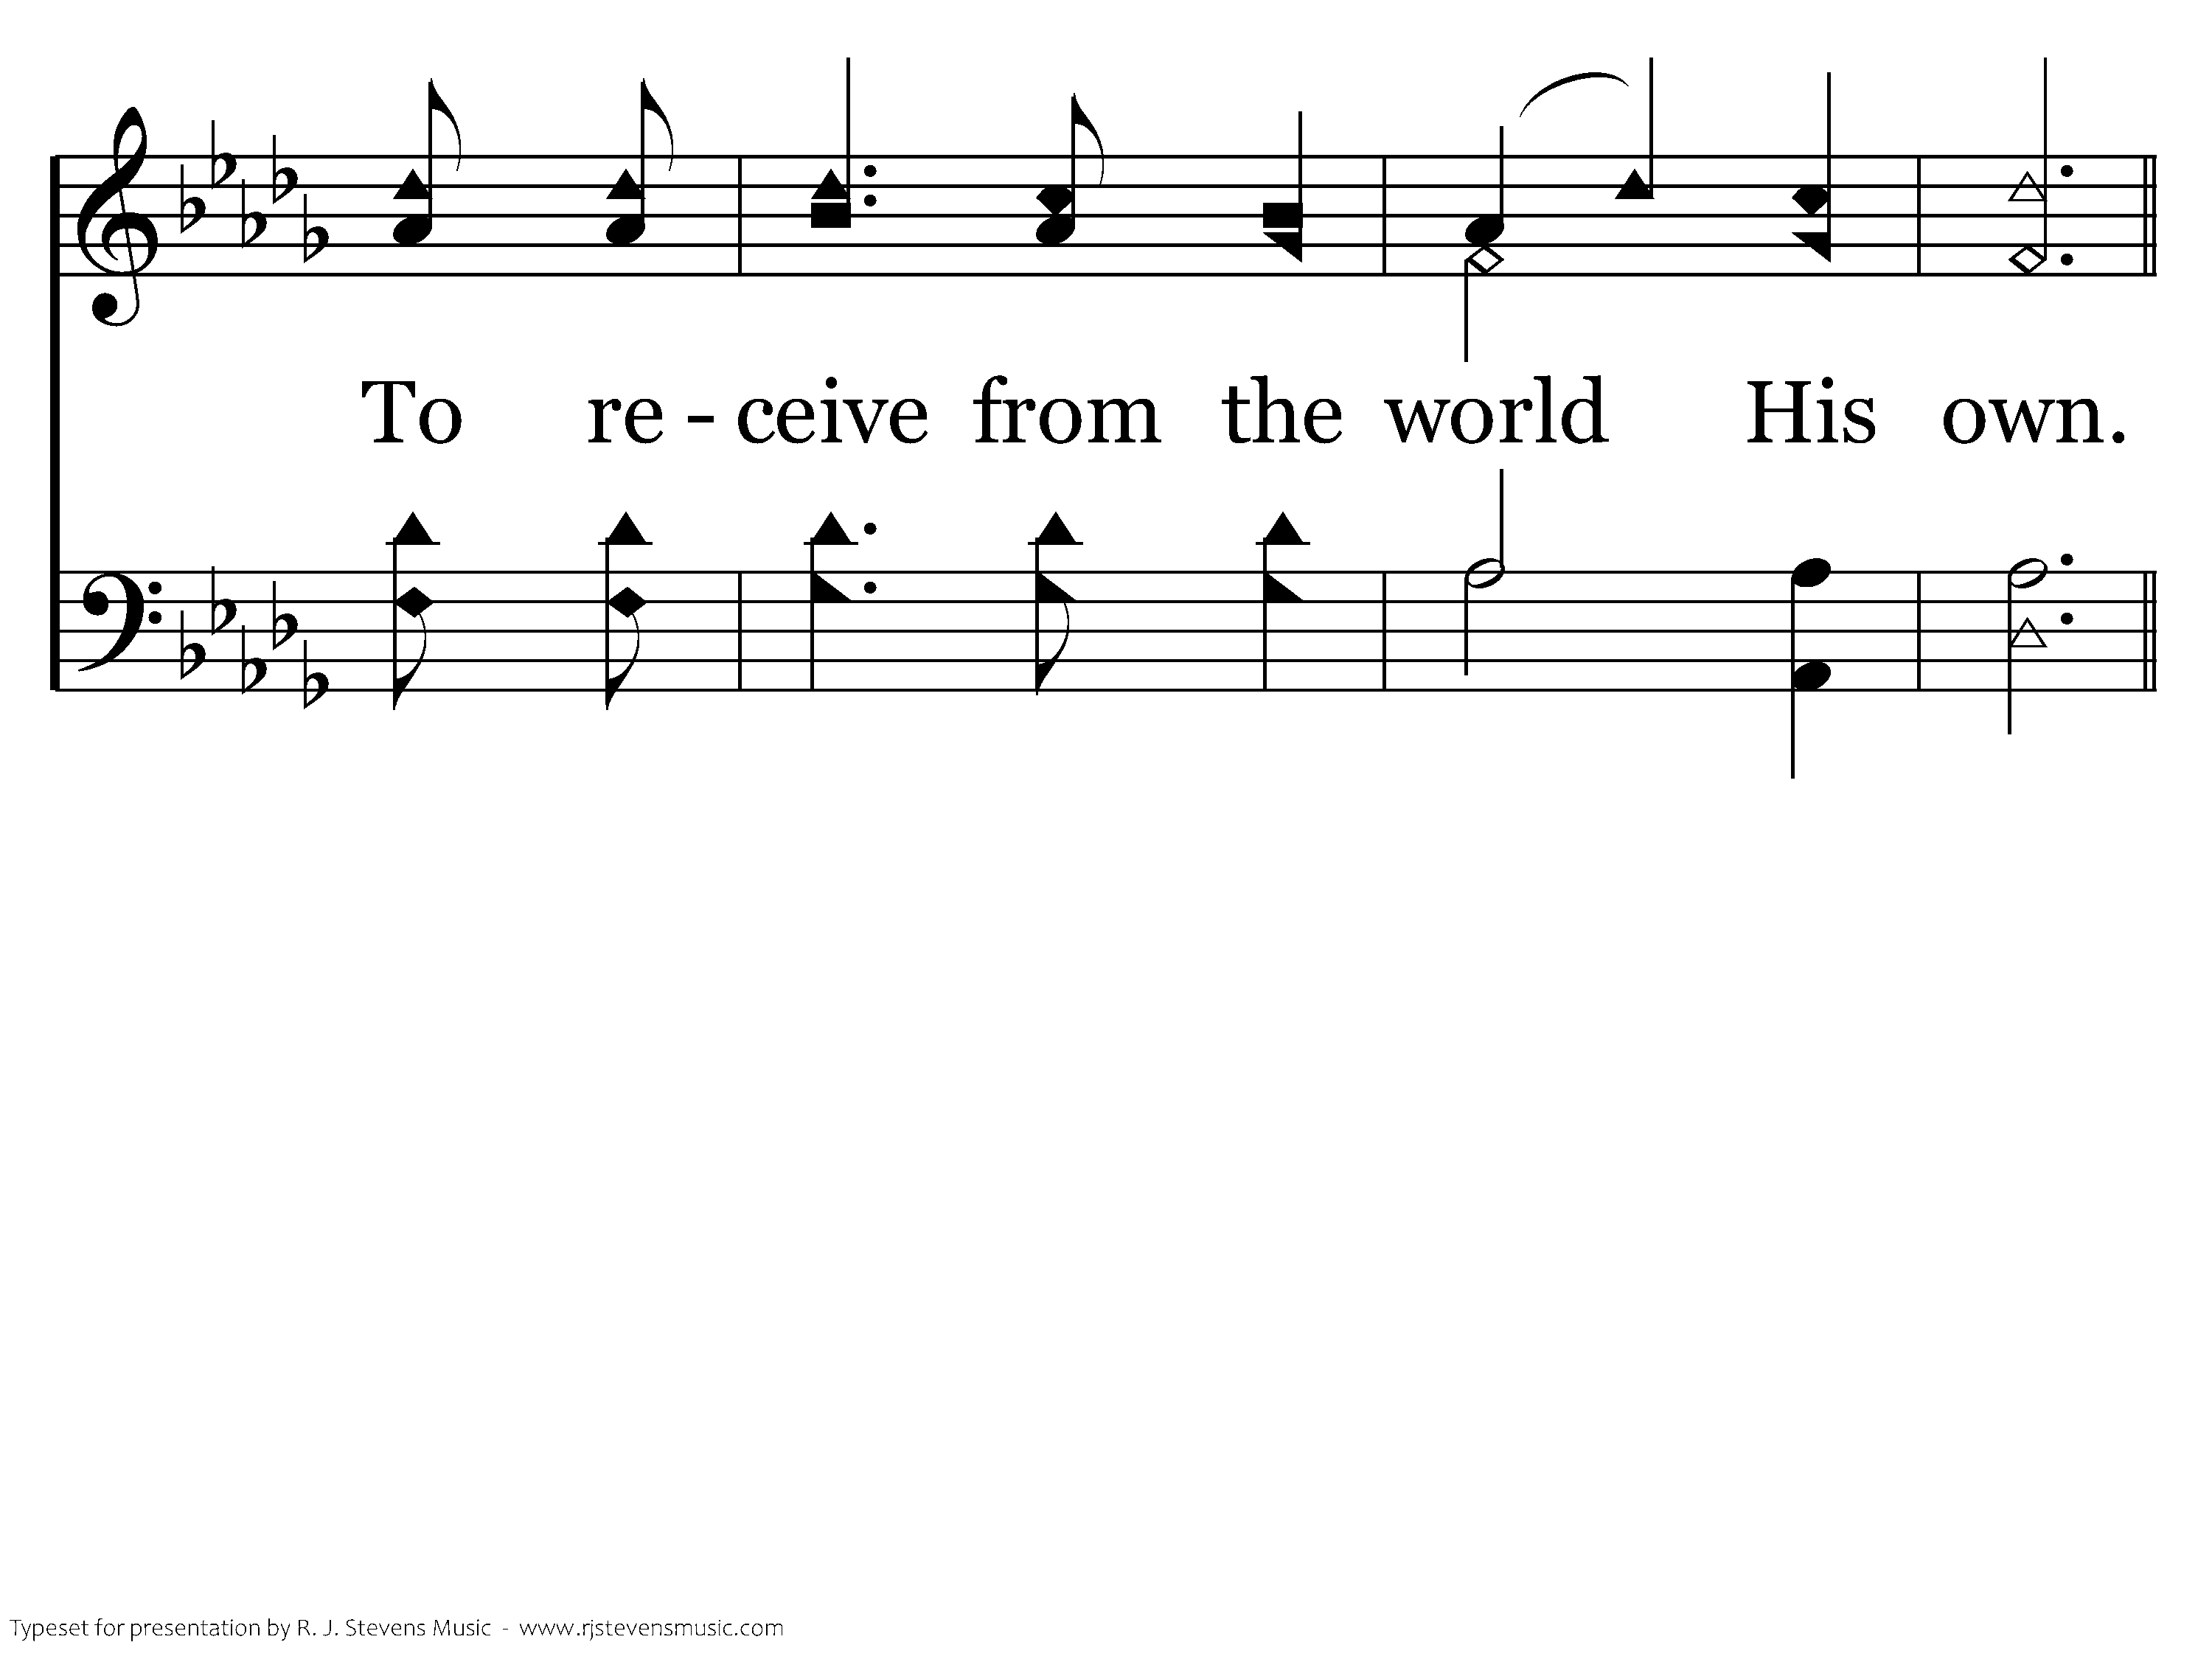 To re - ceive from the world His own.
Typeset for presentation by R. J. Stevens Music - www.rjstevensmusic.com